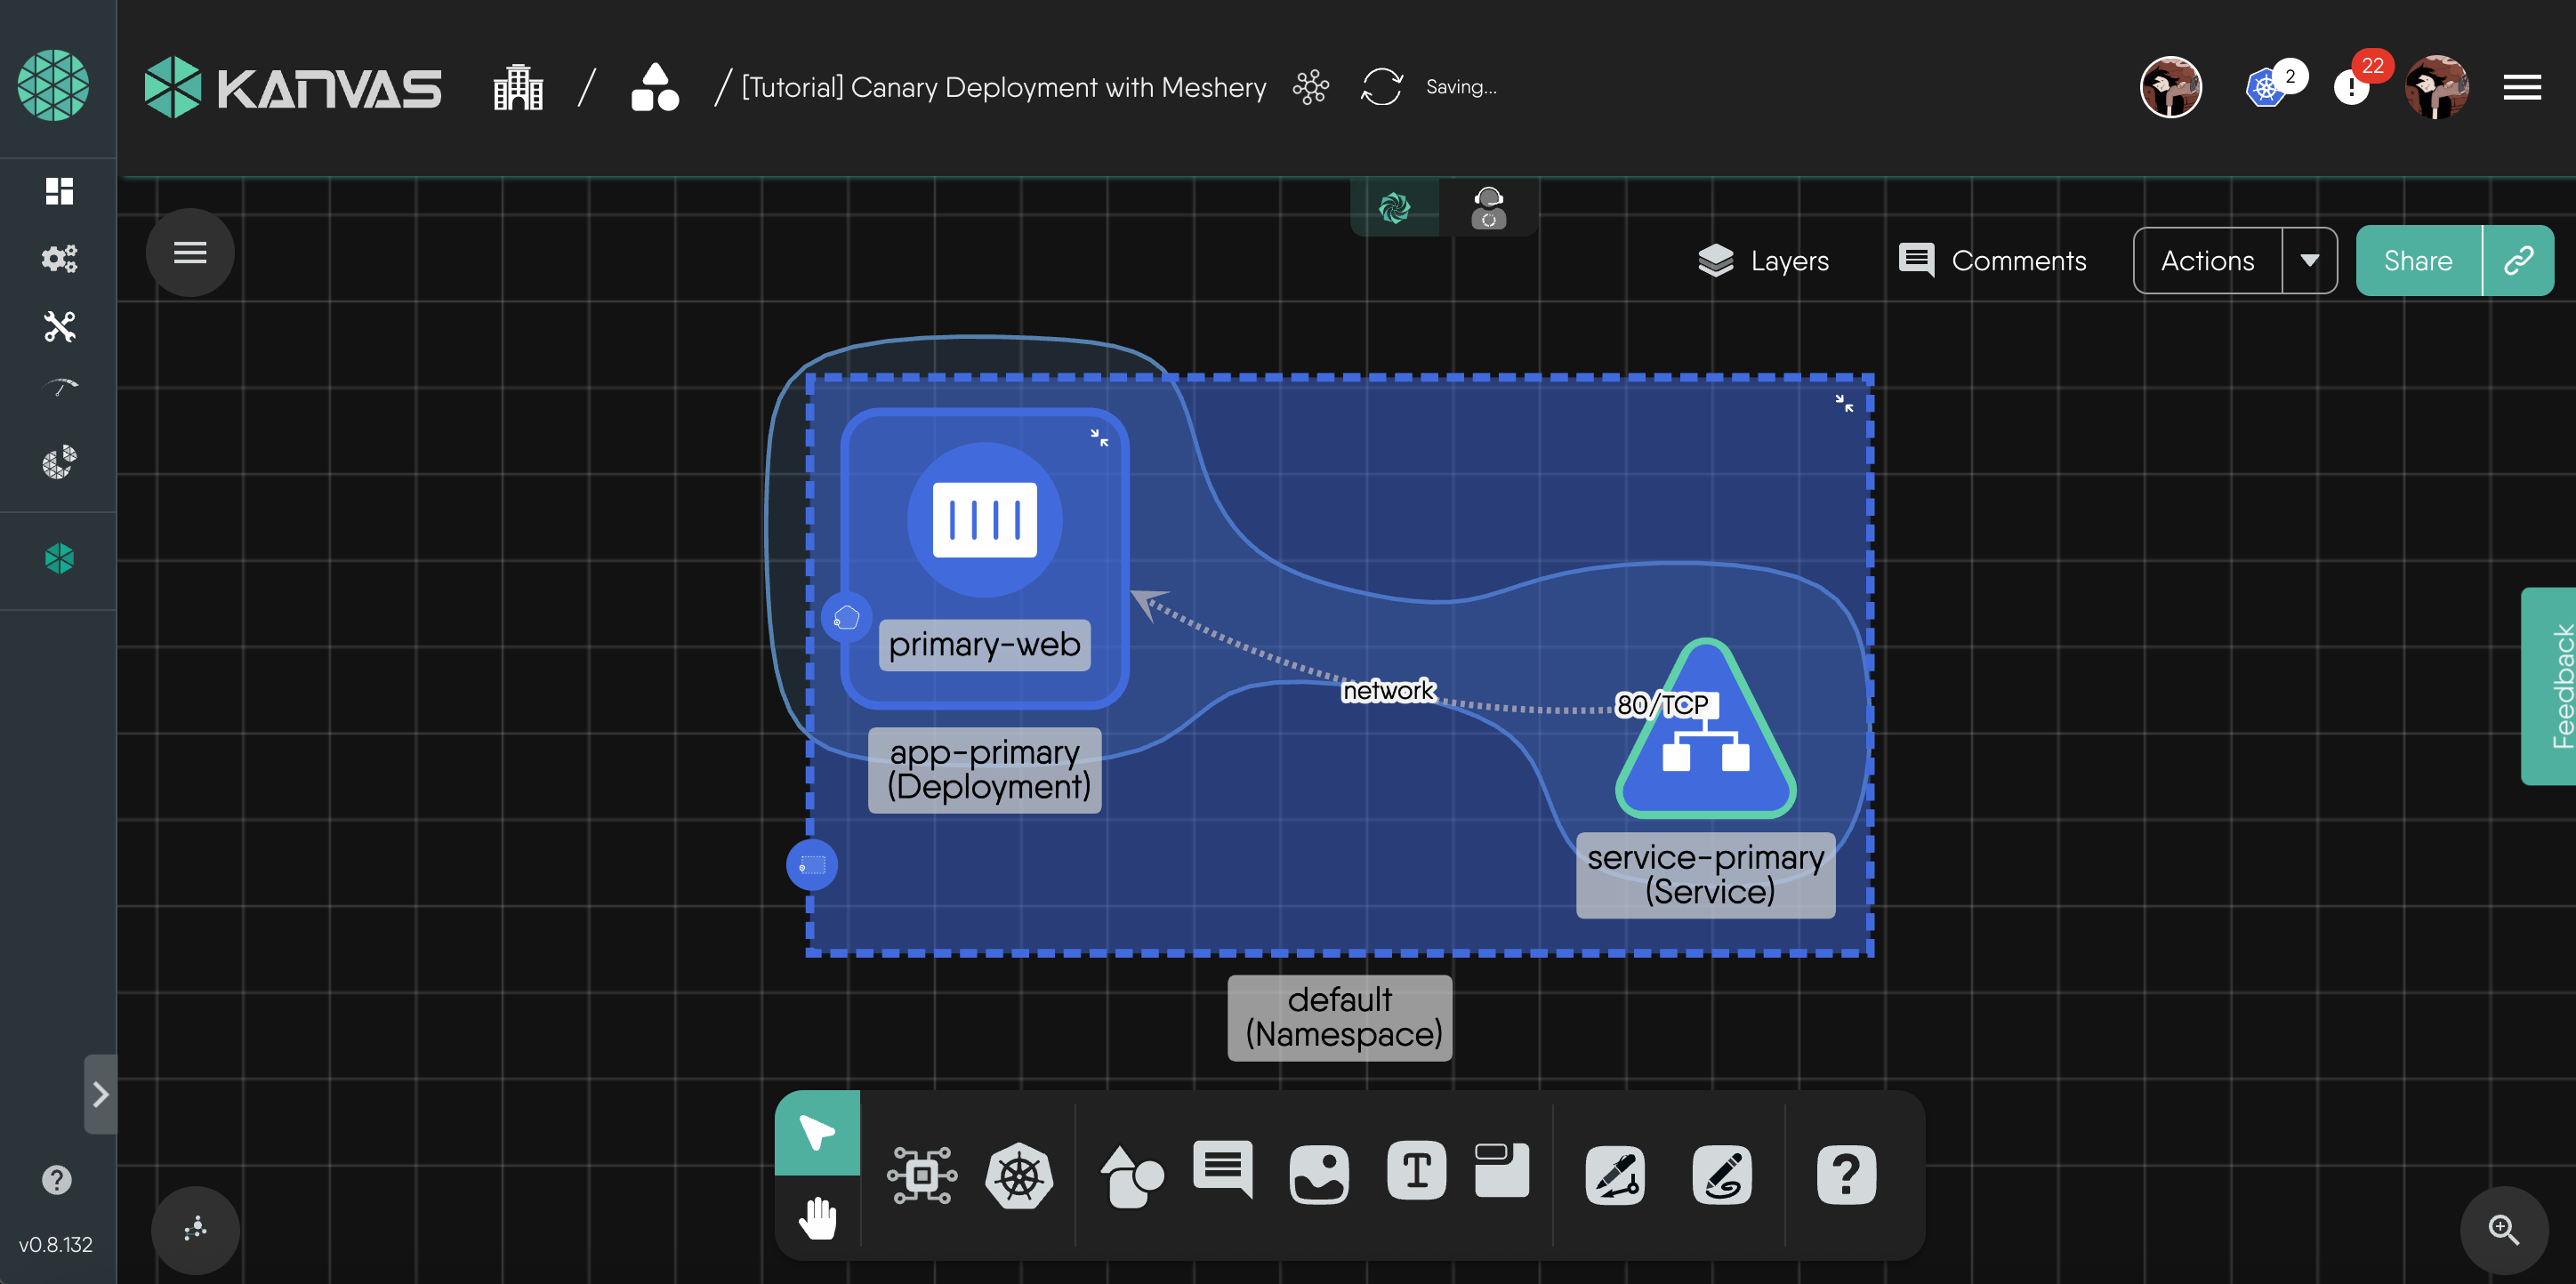 KANVAS
/ / [Tutorial] Canary Deployment with Meshery
Saving...
2
22
Layers
Comments
Actions
Share
primary-web
app-primary
(Deployment)
network
80/TCP
service-primary
(Service)
default
(Namespace)
Feedback
T
?
?
v0.8.132